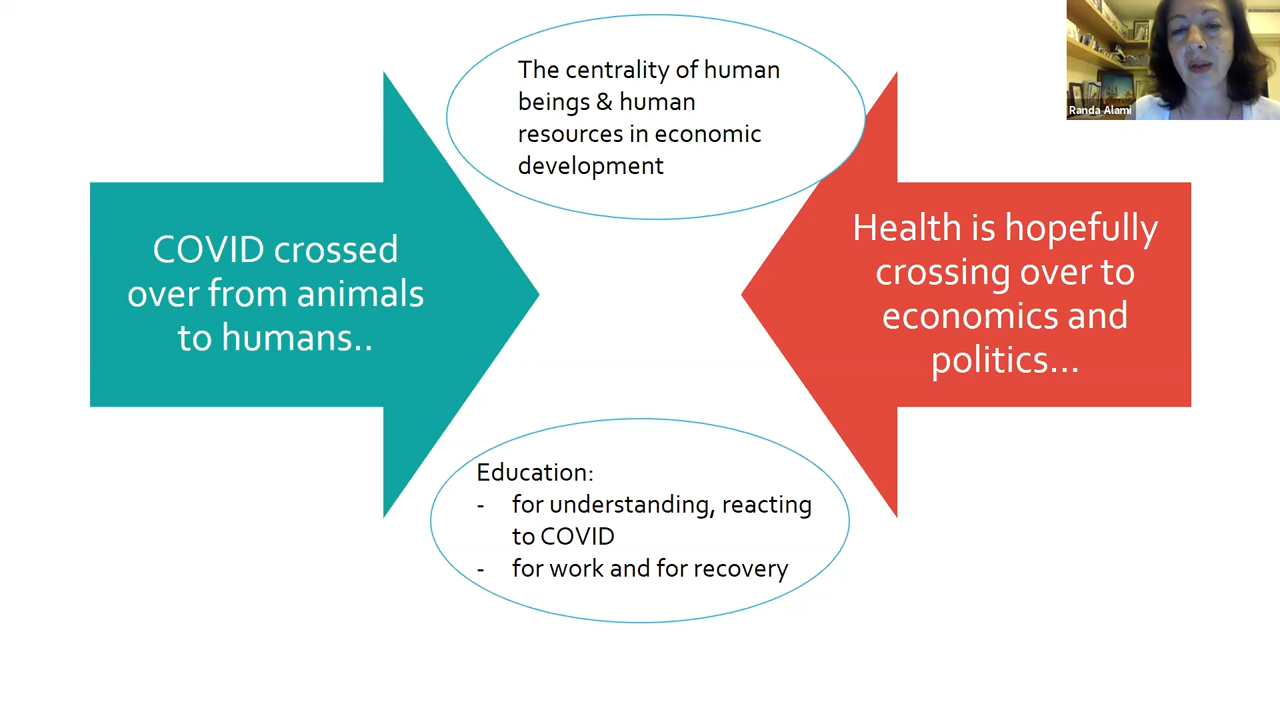 The centrality of human
beings & human
resources in economic
development
Randa Alami
COVID crossed
over from animals
to humans..
Health is hopefully
crossing over to
economics and
politics...
Education:
- for understanding, reacting
to COVID
- for work and for recovery